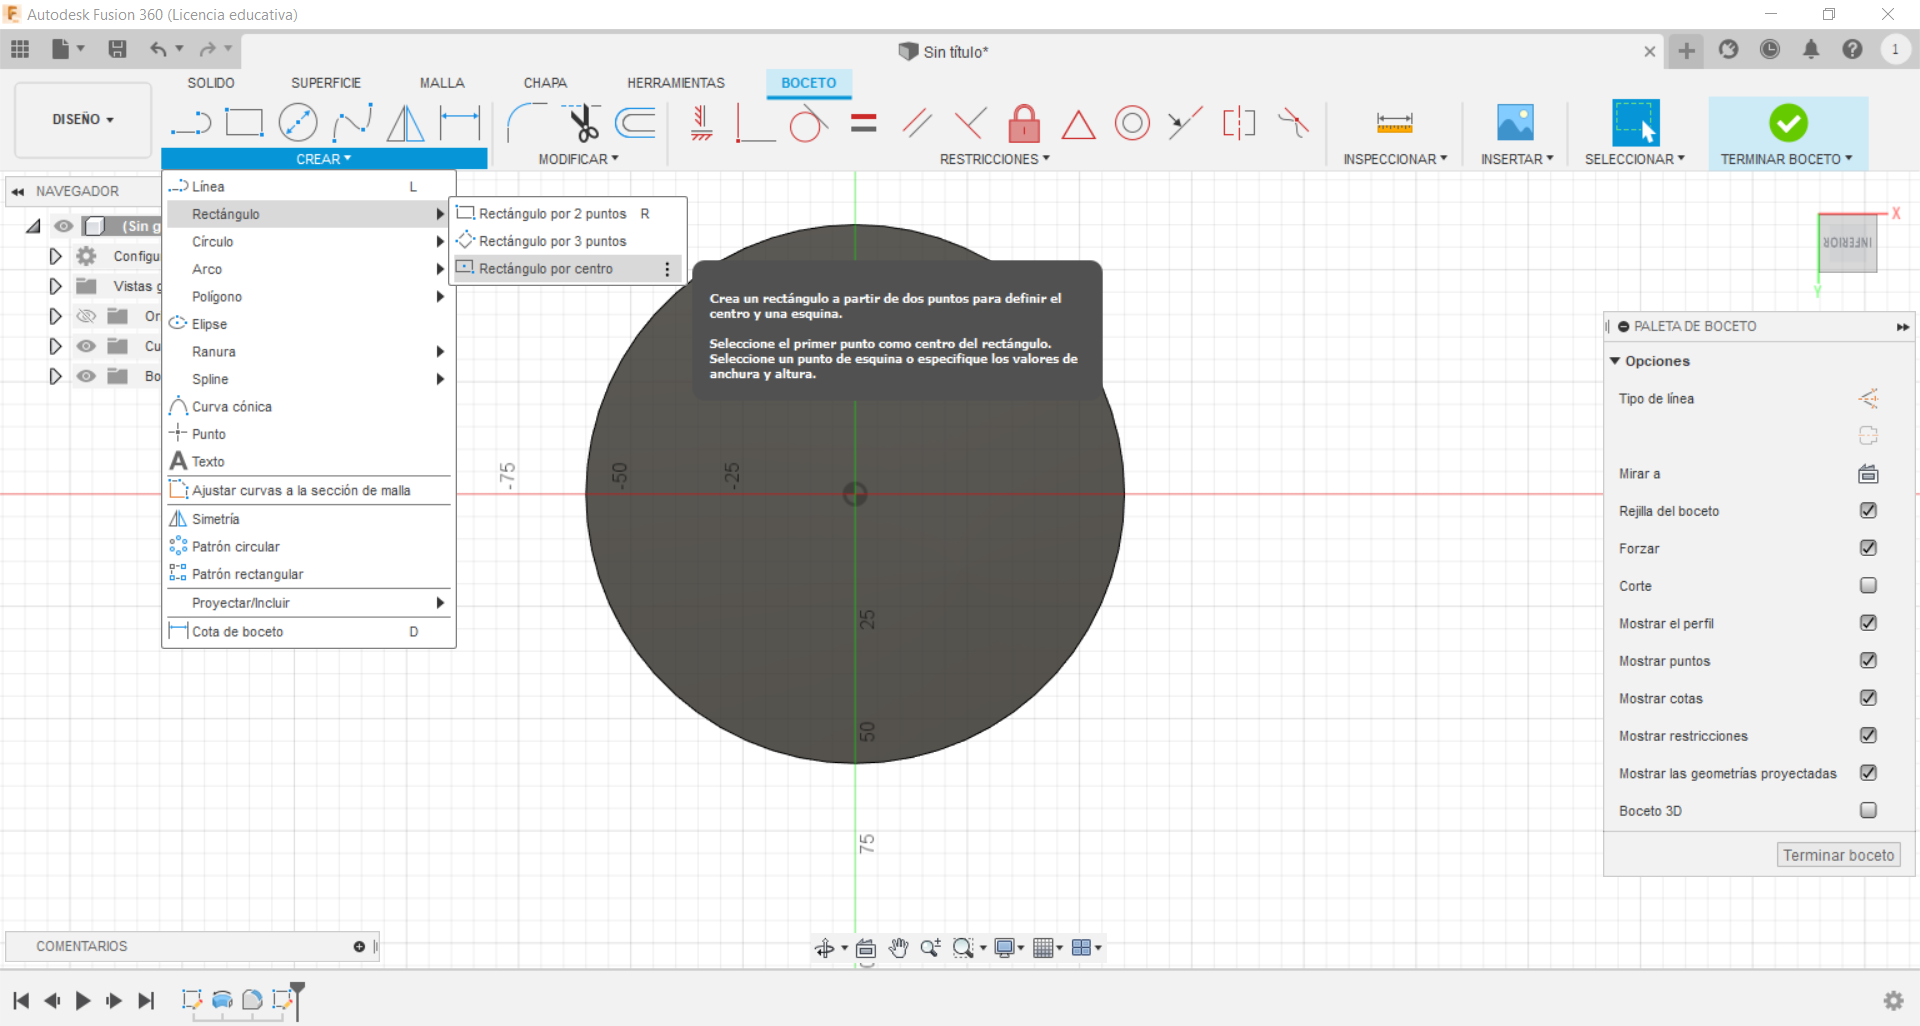 Autodesk Fusion 360 (Licencia educativa)
Sin título*
1
DISEÑO
SOLIDO
SUPERFICIE
MALLA
CHAPA
HERRAMIENTAS
BOCETO
CREAR
MODIFICAR
RESTRICCIONES
INSPECCIONAR
INSERTAR
SELECCIONAR
TERMINAR BOCETO
NAVEGADOR
(Sin g
Configu
Vistas g
Or
Cu
Bo
Línea L
Rectángulo
Círculo
Arco
Polígono
Elipse
Ranura
Spline
Curva cónica
Punto
Texto
Ajustar curvas a la sección de malla
Simetría
Patrón circular
Patrón rectangular
Proyectar/Incluir
Cota de boceto D
Rectángulo por 2 puntos R
Rectángulo por 3 puntos
Rectángulo por centro
Crea un rectángulo a partir de dos puntos para definir el
centro y una esquina.
Seleccione el primer punto como centro del rectángulo.
Seleccione un punto de esquina o especifique los valores de
anchura y altura.
-75
-50
-25
25
50
75
X
INFERIOR
Y
PALETA DE BOCETO
Opciones
Tipo de línea
Mirar a
Rejilla del boceto
Forzar
Corte
Mostrar el perfil
Mostrar puntos
Mostrar cotas
Mostrar restricciones
Mostrar las geometrías proyectadas
Boceto 3D
Terminar boceto
COMENTARIOS